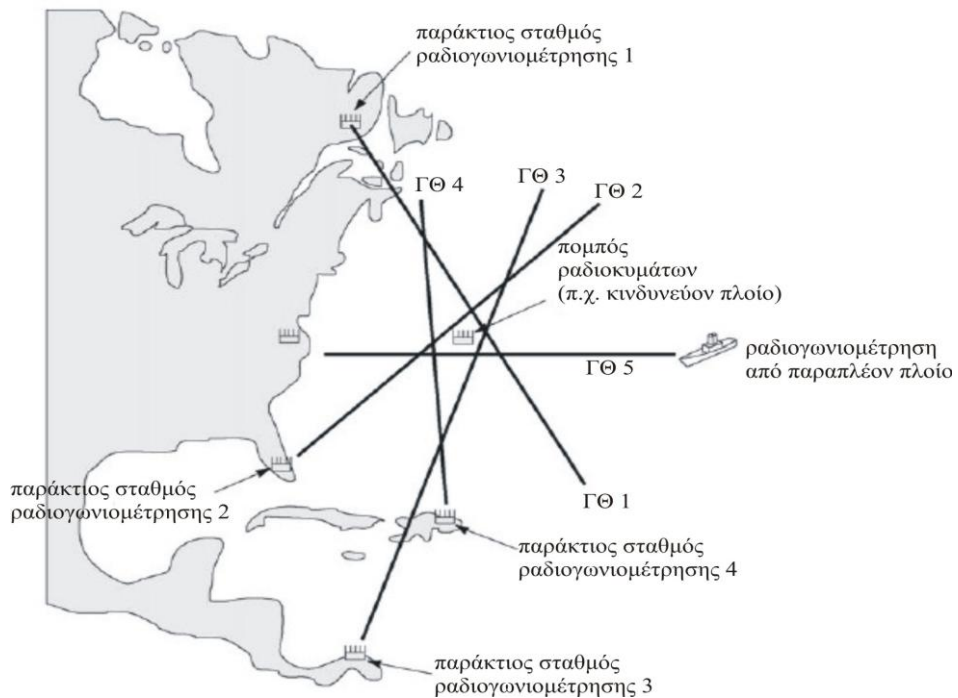 παράκτιος σταθμός
ραδιογωνιομέτρησης 1
ΓΘ 4
ΓΘ 3
ΓΘ 2
πομπός
ραδιοκυμάτων
(π.χ. κινδυνεύον πλοίο)
ραδιογωνιομέτρηση
από παραπλέον πλοίο
ΓΘ 5
παράκτιος σταθμός
ραδιογωνιομέτρησης 2
ΓΘ 1
παράκτιος σταθμός
ραδιογωνιομέτρησης 4
παράκτιος σταθμός
ραδιογωνιομέτρησης 3